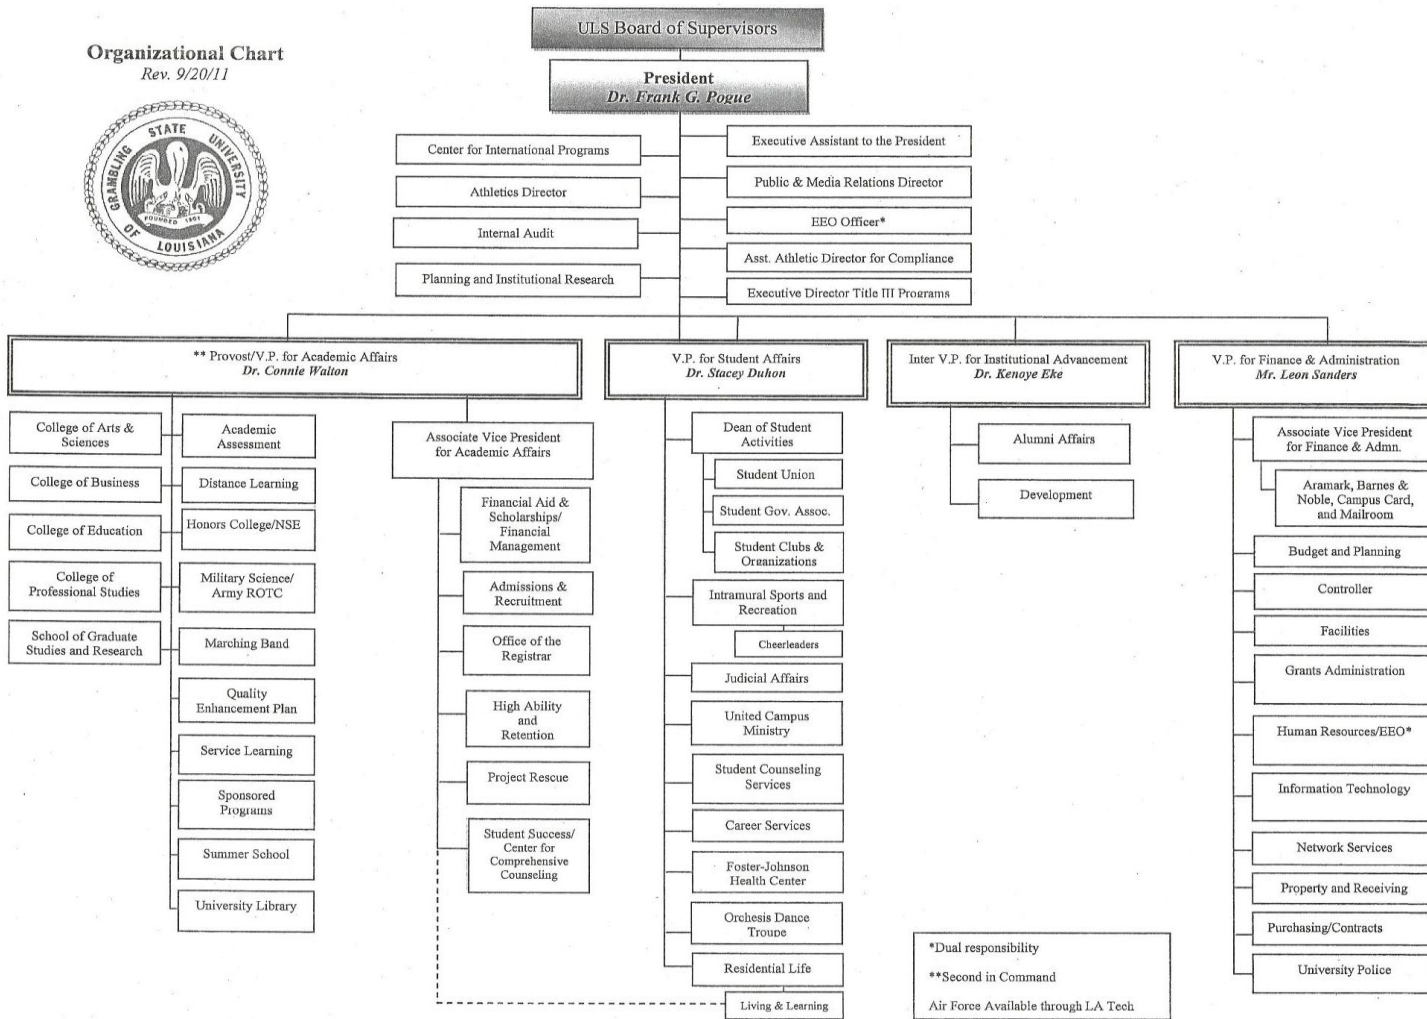 ULS Board of Supervisors
Organizational Chart
Rev. 9/20/11
President
Dr. Frank G. Pogue
GRAMBLING STATE UNIVERSITY
OF LOUISIANA
FOUNDED 1901
Center for International Programs
Athletics Director
Internal Audit
Planning and Institutional Research
Executive Assistant to the President
Public & Media Relations Director
EEO Officer*
Asst. Athletic Director for Compliance
Executive Director Title III Programs
** Provost/V.P. for Academic Affairs
Dr. Connie Walton
College of Arts &
Sciences
College of Business
College of Education
College of
Professional Studies
School of Graduate
Studies and Research
Academic
Assessment
Distance Learning
Honors College/NSE
Military Science/
Army ROTC
Marching Band
Quality
Enhancement Plan
Service Learning
Sponsored
Programs
Summer School
University Library
Associate Vice President
for Academic Affairs
Financial Aid &
Scholarships/
Financial
Management
Admissions &
Recruitment
Office of the
Registrar
High Ability
and
Retention
Project Rescue
Student Success/
Center for
Comprehensive
Counseling
V.P. for Student Affairs
Dr. Stacey Duhon
Dean of Student
Activities
Student Union
Student Gov. Assoc.
Student Clubs &
Organizations
Intramural Sports and
Recreation
Cheerleaders
Judicial Affairs
United Campus
Ministry
Student Counseling
Services
Career Services
Foster-Johnson
Health Center
Orchesis Dance
Troupe
Residential Life
Living & Learning
Inter V.P. for Institutional Advancement
Dr. Kenoye Eke
Alumni Affairs
Development
V.P. for Finance & Administration
Mr. Leon Sanders
Associate Vice President
for Finance & Admn.
Aramark, Barnes &
Noble, Campus Card,
and Mailroom
Budget and Planning
Controller
Facilities
Grants Administration
Human Resources/EEO*
Information Technology
Network Services
Property and Receiving
Purchasing/Contracts
University Police
*Dual responsibility
**Second in Command
Air Force Available through LA Tech